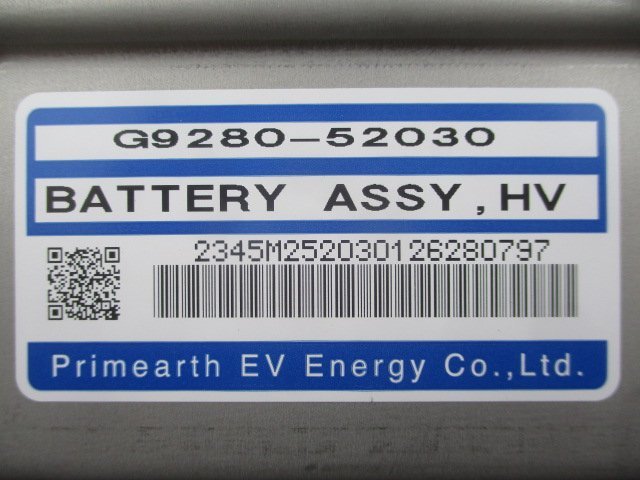 G9280-52030
BATTERY ASSY,HV
2345M252030126280797
Primearth EV Energy Co.,Ltd.